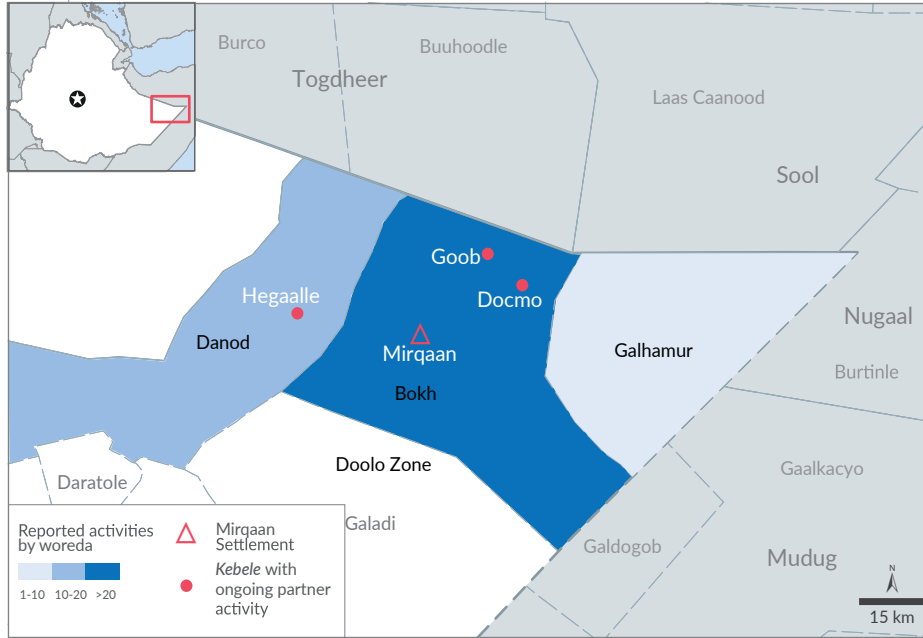 Burco
Buuhoodle
Togdheer
Laas Caanood
Sool
Goob
Docmo
Hegaalle
Danod
Mirqaan
Bokh
Galhamur
Nugaal
Burtinle
Doolo Zone
Daratole
Galadi
Gaalkacyo
Galdogob
Mudug
Reported activities
by woreda
1-10 10-20 >20
Mirqaan
Settlement
Kebele with
ongoing partner
activity
N
15 km